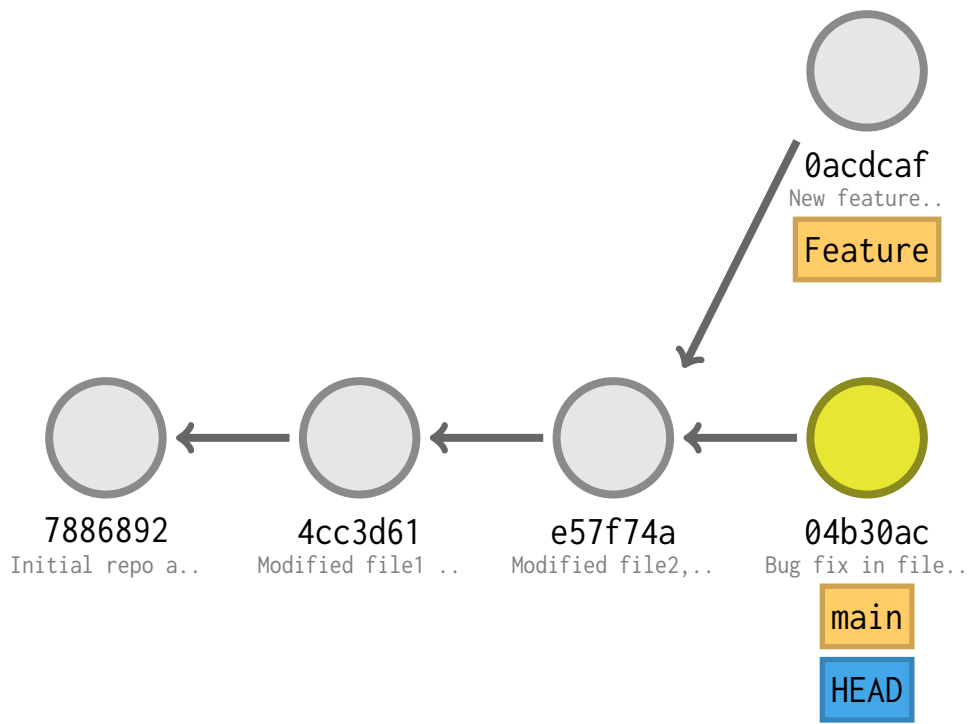 0acdcaf
New feature..
Feature
7886892
Initial repo a..
4cc3d61
Modified file1 ..
e57f74a
Modified file2,..
04b30ac
Bug fix in file..
main
HEAD